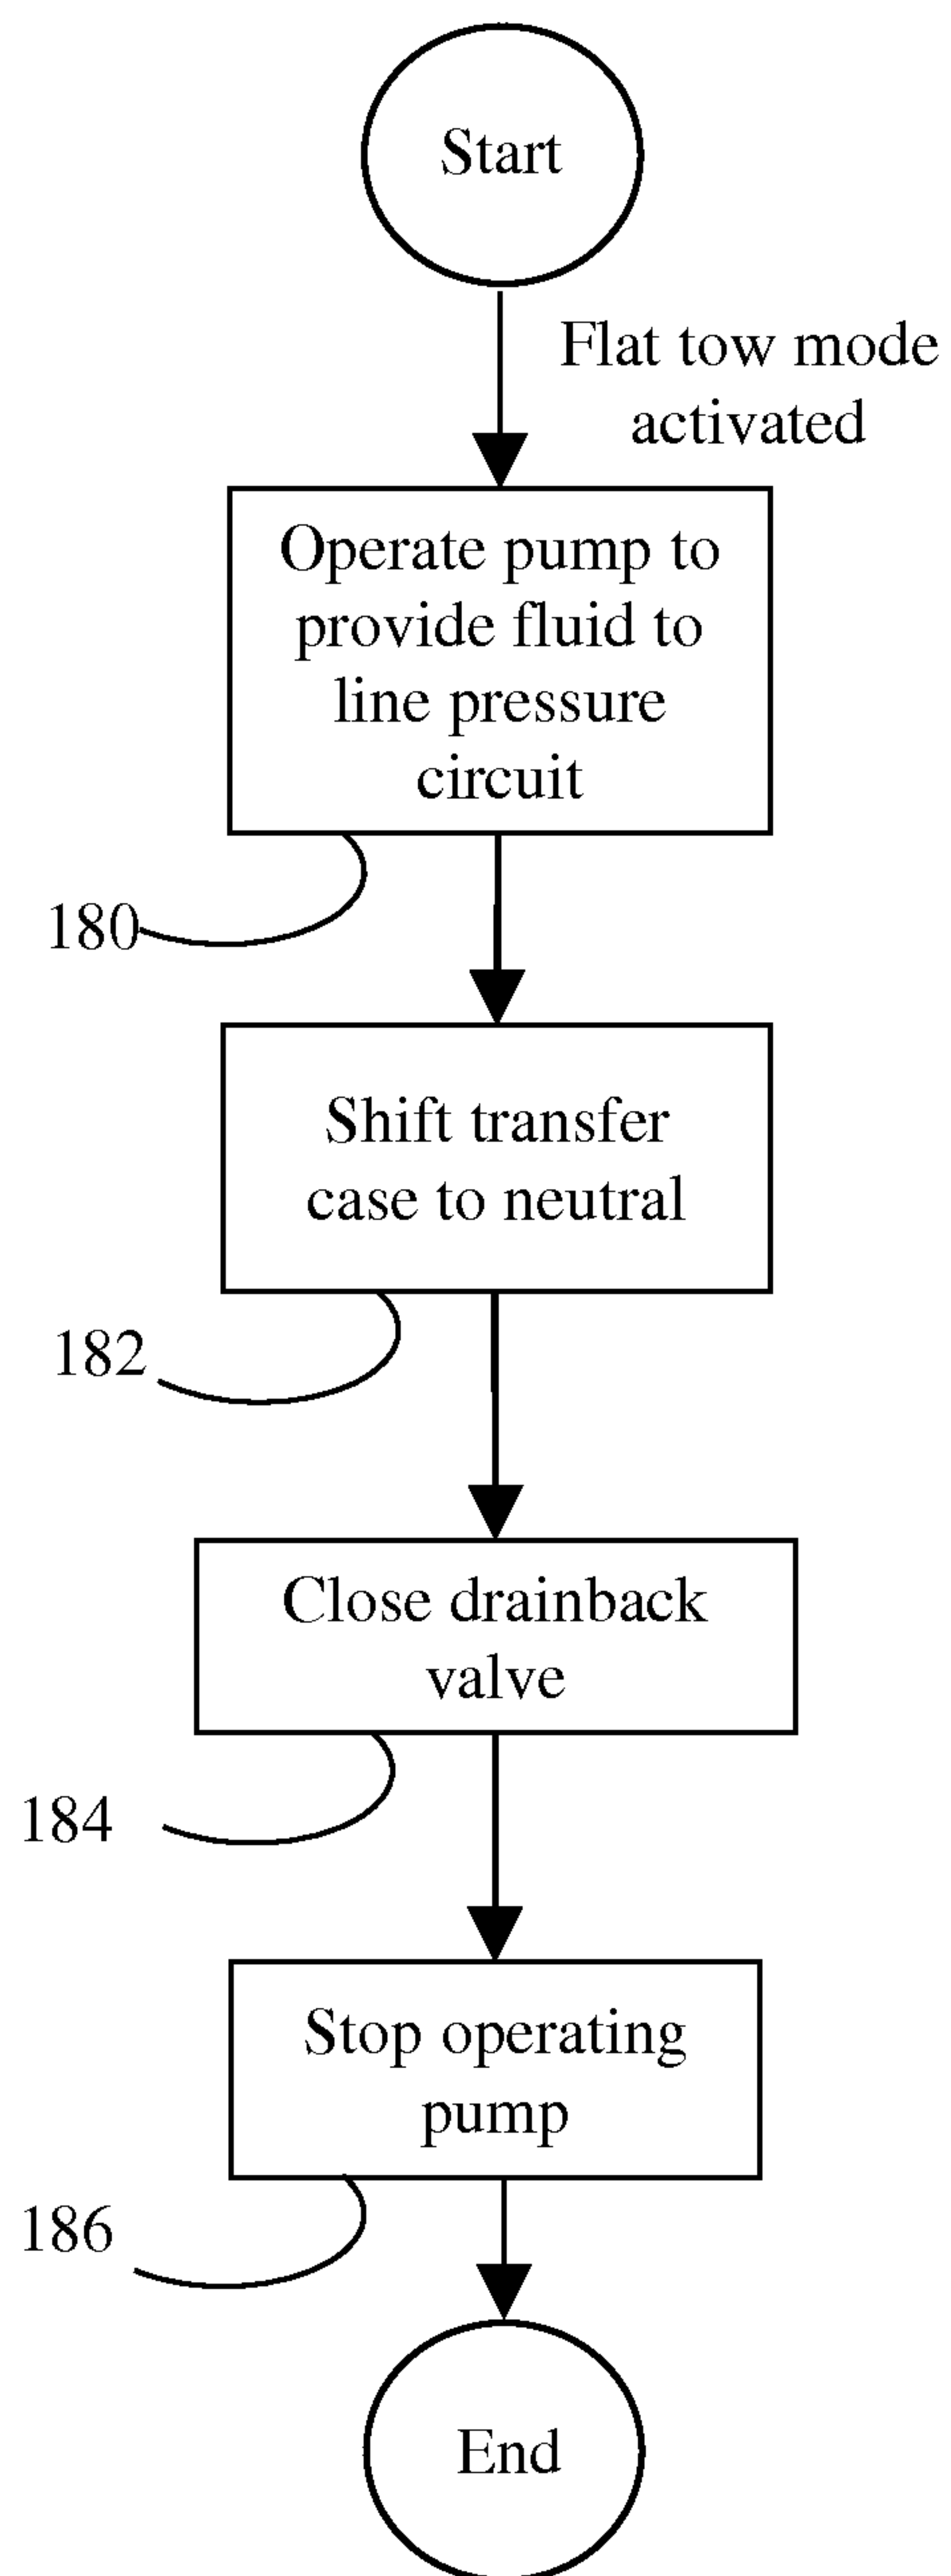 Start
Flat tow mode
activated
Operate pump to
provide fluid to
line pressure
circuit
180
Shift transfer
case to neutral
182
Close drainback
valve
184
Stop operating
pump
186
End